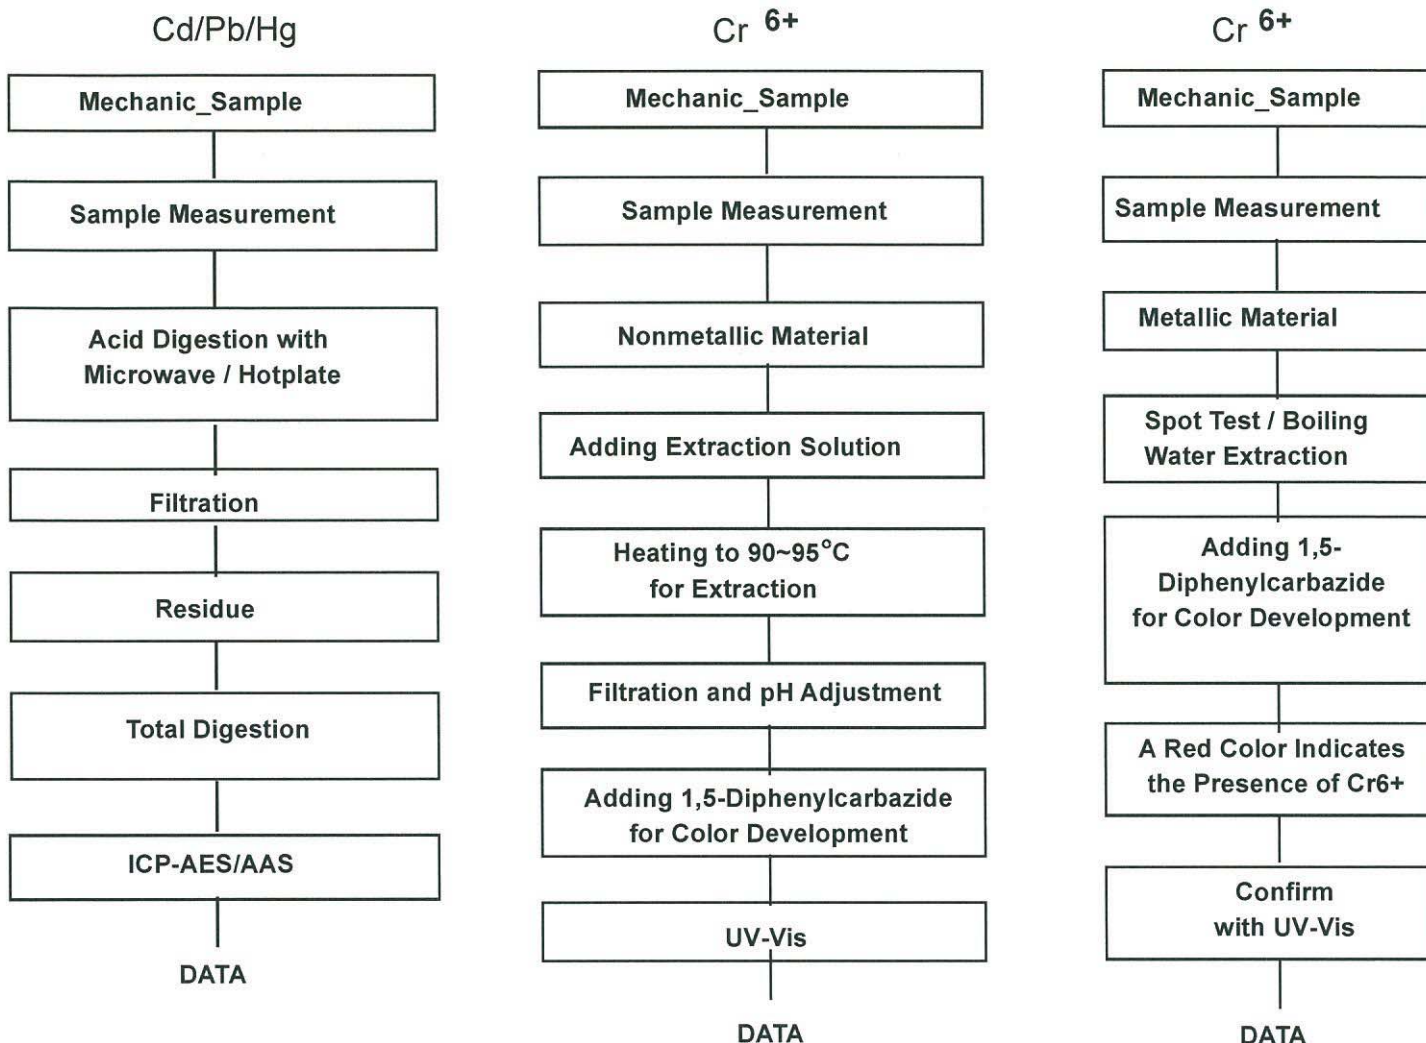 Cd/Pb/Hg
Mechanic_Sample
Sample Measurement
Acid Digestion with
Microwave / Hotplate
Filtration
Residue
Total Digestion
ICP-AES/AAS
DATA
Cr 6+
Mechanic_Sample
Sample Measurement
Nonmetallic Material
Adding Extraction Solution
Heating to 90~95°C
for Extraction
Filtration and pH Adjustment
Adding 1,5-Diphenylcarbazide
for Color Development
UV-Vis
DATA
Cr 6+
Mechanic_Sample
Sample Measurement
Metallic Material
Spot Test / Boiling
Water Extraction
Adding 1,5-
Diphenylcarbazide
for Color Development
A Red Color Indicates
the Presence of Cr6+
Confirm
with UV-Vis
DATA